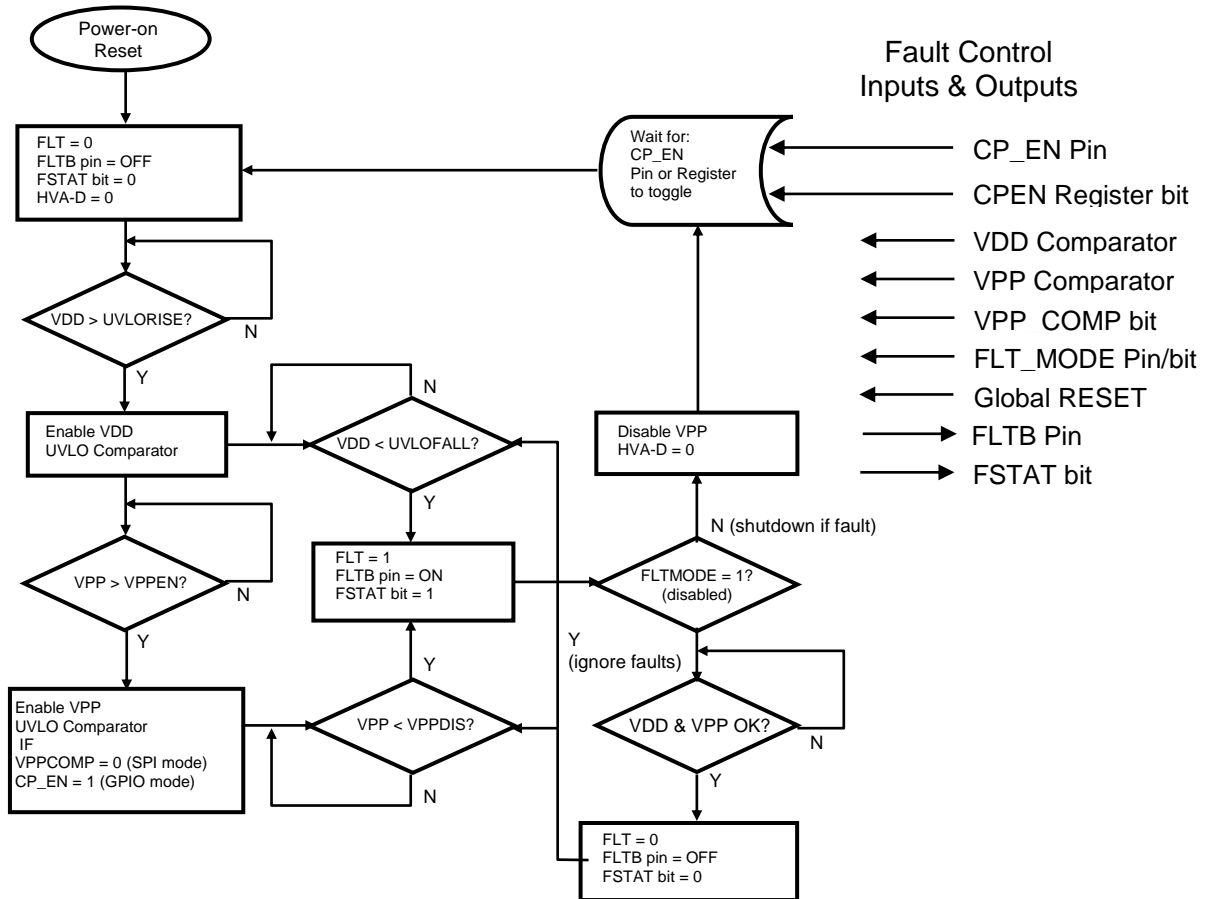 Power-on
Reset
Fault Control
Inputs & Outputs
FLT = 0
FLTB pin = OFF
FSTAT bit = 0
HVA-D = 0
Wait for:
CP_EN
Pin or Register
to toggle
CP_EN Pin
CPEN Register bit
VDD Comparator
VPP Comparator
VPP COMP bit
FLT_MODE Pin/bit
Global RESET
FLTB Pin
FSTAT bit
VDD > UVLORISE?
N
Y
Enable VDD
UVLO Comparator
N
VDD < UVLOFALL?
Y
Disable VPP
HVA-D = 0
N (shutdown if fault)
VPP > VPPEN?
N
Y
FLT = 1
FLTB pin = ON
FSTAT bit = 1
FLTMODE = 1?
(disabled)
Y
(ignore faults)
Enable VPP
UVLO Comparator
IF
VPPCOMP = 0 (SPI mode)
CP_EN = 1 (GPIO mode)
Y
VPP < VPPDIS?
N
VDD & VPP OK?
N
Y
FLT = 0
FLTB pin = OFF
FSTAT bit = 0